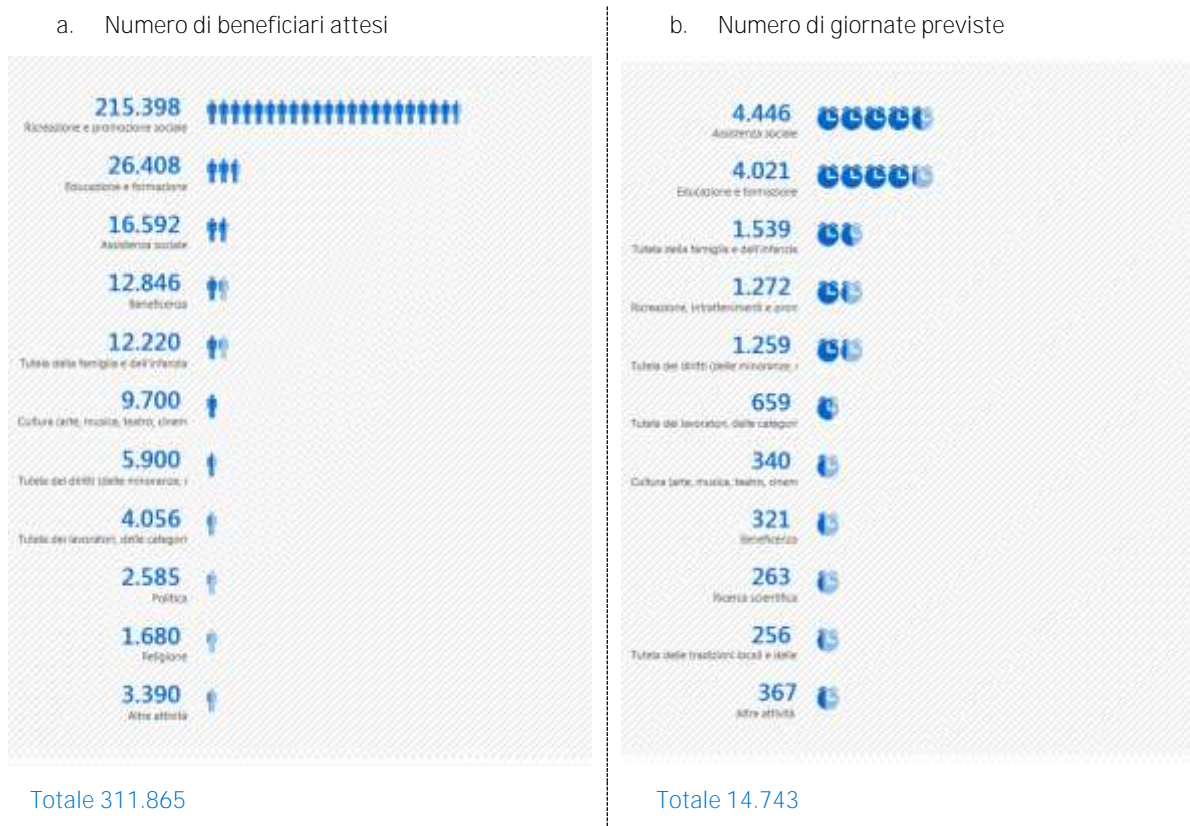 a. Numero di beneficiari attesi
215.398
Ricreazione e promozione sociale
26.408
Educazione e formazione
16.592
Assistenza sociale
12.846
Beneficenza
12.220
Tutela della famiglia e dell'infanzia
9.700
Cultura (arte, musica, teatro, cinem
5.900
Tutela dei diritti (delle minoranze, i
4.056
Tutela dei lavoratori, delle categori
2.585
Politica
1.680
Religione
3.390
Altre attività
Totale 311.865
b. Numero di giornate previste
4.446
Assistenza sociale
4.021
Educazione e formazione
1.539
Tutela della famiglia e dell'infanzia
1.272
Ricreazione, intrattenimenti e prom
1.259
Tutela dei diritti (delle minoranze, i
659
Tutela dei lavoratori, delle categori
340
Cultura (arte, musica, teatro, cinem
321
Beneficenza
263
Ricerca scientifica
256
Tutela delle tradizioni locali e delle
367
Altre attività
Totale 14.743